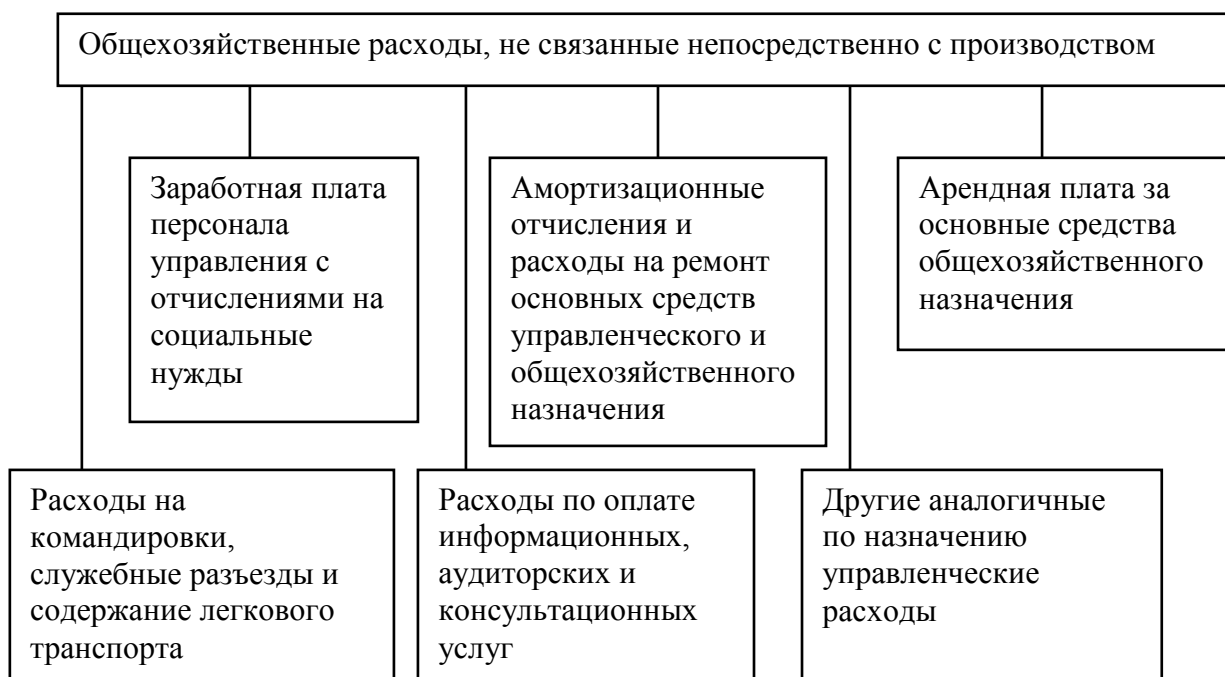 Общехозяйственные расходы, не связанные непосредственно с производством
Заработная плата
персонала
управления с
отчислениями на
социальные
нужды
Амортизационные
отчисления и
расходы на ремонт
основных средств
управленческого и
общехозяйственного
назначения
Арендная плата за
основные средства
общехозяйственного
назначения
Расходы на
командировки,
служебные разъезды и
содержание легкового
транспорта
Расходы по оплате
информационных,
аудиторских и
консультационных
услуг
Другие аналогичные
по назначению
управленческие
расходы